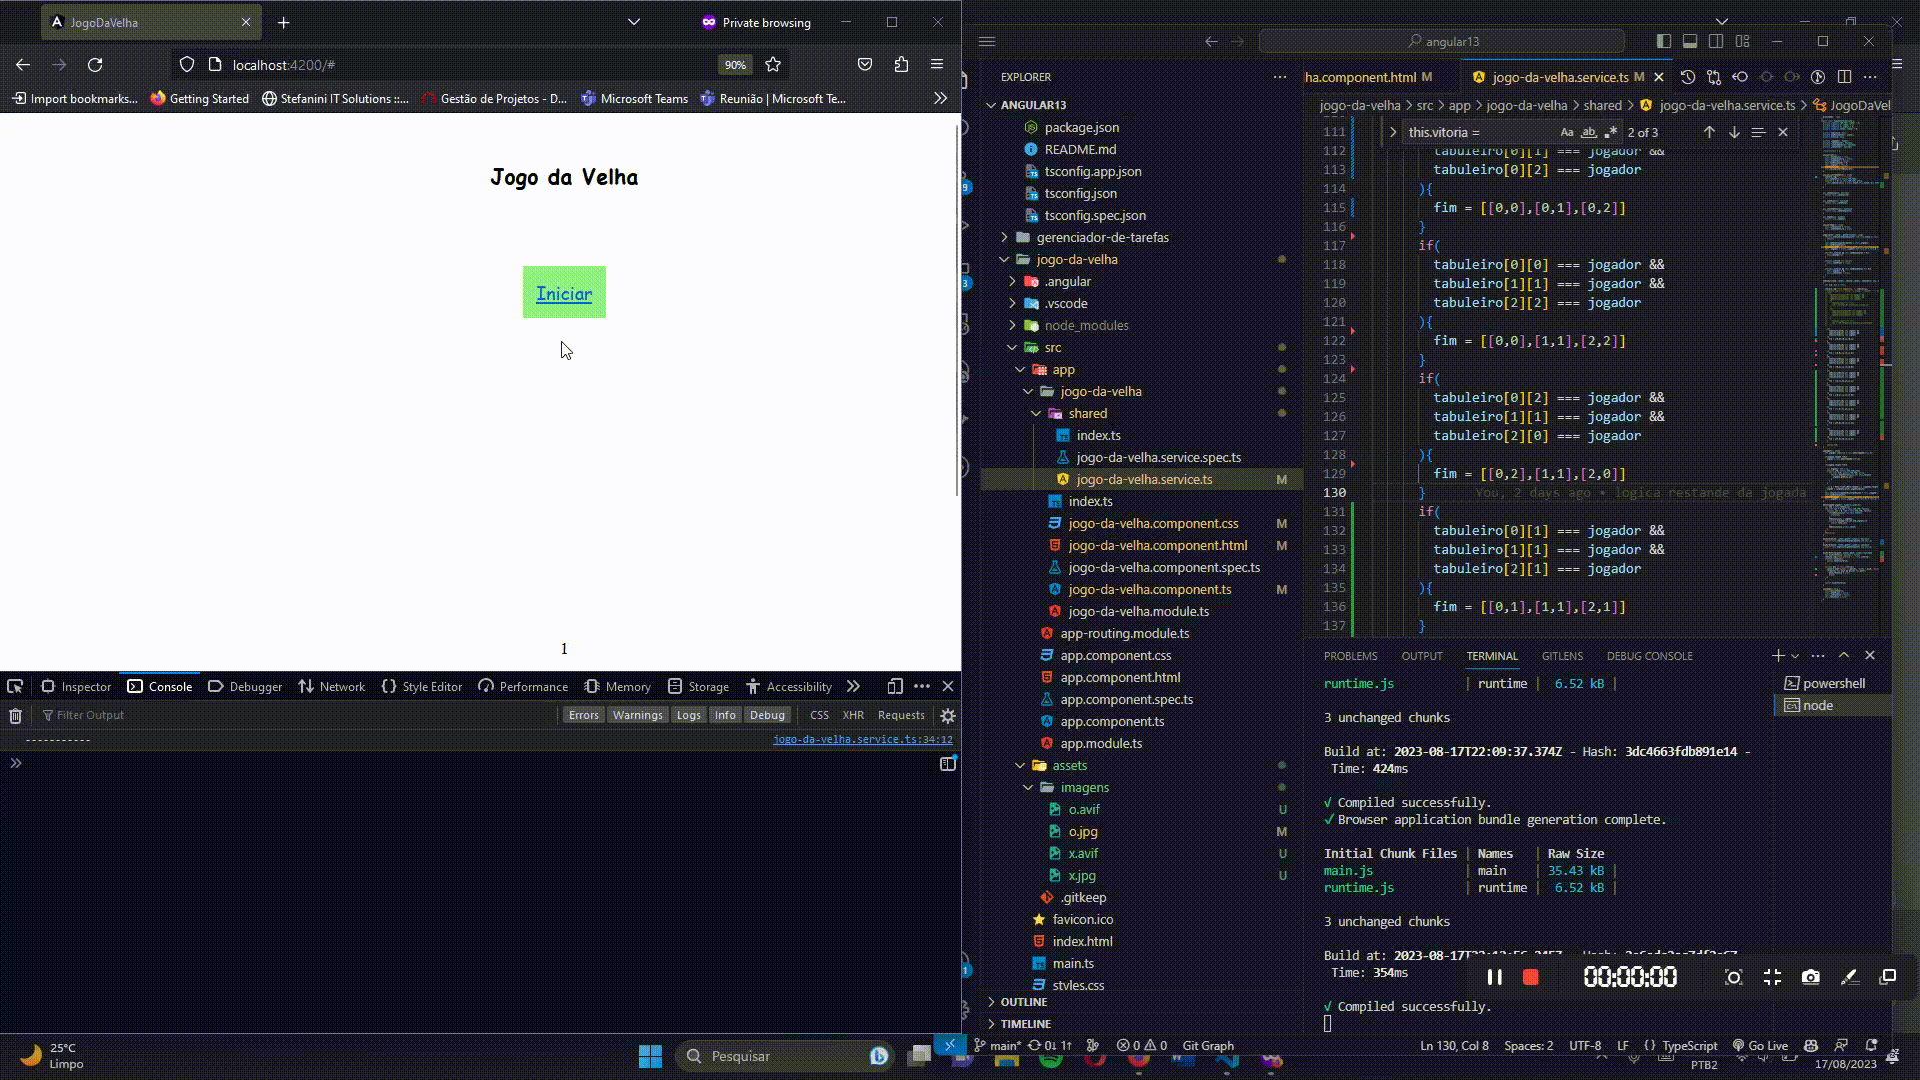 JogoDaVelha
Private browsing
localhost:4200/#
90%
Import bookmarks...
Getting Started
Stefanini IT Solutions ::...
Gestão de Projetos - D...
Microsoft Teams
Reunião | Microsoft Te...
Jogo da Velha
Iniciar
1
Inspector
Console
Debugger
Network
Style Editor
Performance
Memory
Storage
Accessibility
Filter Output
Errors
Warnings
Logs
Info
Debug
CSS
XHR
Requests
-----------
jogo-da-velha.service.ts:34:12
angular13
EXPLORER
ANGULAR13
package.json
README.md
tsconfig.app.json
tsconfig.json
tsconfig.spec.json
gerenciador-de-tarefas
jogo-da-velha
.angular
.vscode
node_modules
src
app
jogo-da-velha
shared
index.ts
jogo-da-velha.service.spec.ts
jogo-da-velha.service.ts M
index.ts
jogo-da-velha.component.css M
jogo-da-velha.component.html M
jogo-da-velha.component.spec.ts
jogo-da-velha.component.ts M
jogo-da-velha.module.ts
app-routing.module.ts
app.component.css
app.component.html
app.component.spec.ts
app.component.ts
app.module.ts
assets
imagens
o.avif U
o.jpg M
x.avif U
x.jpg U
.gitkeep
favicon.ico
index.html
main.ts
styles.css
OUTLINE
TIMELINE
ha.component.html M
jogo-da-velha.service.ts M
jogo-da-velha > src > app > jogo-da-velha > shared > jogo-da-velha.service.ts > JogoDaVel
this.vitoria =
Aa ab
2 of 3
111
112 tabuleiro[0][1] === jogador &&
113 tabuleiro[0][2] === jogador
114 ){
115 fim = [[0,0],[0,1],[0,2]]
116 }
117 if(
118 tabuleiro[0][0] === jogador &&
119 tabuleiro[1][1] === jogador &&
120 tabuleiro[2][2] === jogador
121 ){
122 fim = [[0,0],[1,1],[2,2]]
123 }
124 if(
125 tabuleiro[0][2] === jogador &&
126 tabuleiro[1][1] === jogador &&
127 tabuleiro[2][0] === jogador
128 ){
129 fim = [[0,2],[1,1],[2,0]]
130 } You, 2 days ago • logica restande da jogada
131 if(
132 tabuleiro[0][1] === jogador &&
133 tabuleiro[1][1] === jogador &&
134 tabuleiro[2][1] === jogador
135 ){
136 fim = [[0,1],[1,1],[2,1]]
137 }
PROBLEMS
OUTPUT
TERMINAL
GITLENS
DEBUG CONSOLE
runtime.js | runtime | 6.52 kB |
3 unchanged chunks
Build at: 2023-08-17T22:09:37.374Z - Hash: 3dc4663fdb891e14 -
Time: 424ms
√ Compiled successfully.
√ Browser application bundle generation complete.
Initial Chunk Files | Names | Raw Size
main.js | main | 35.43 kB |
runtime.js | runtime | 6.52 kB |
3 unchanged chunks
Build at:
Time: 354ms
√ Compiled successfully.
powershell
node
00:00:00
main*
0↓ 1↑
0 0
Git Graph
Ln 130, Col 8
Spaces: 2
UTF-8
LF
{} TypeScript
Go Live
25°C
Limpo
Pesquisar
PTB2
17/08/2023